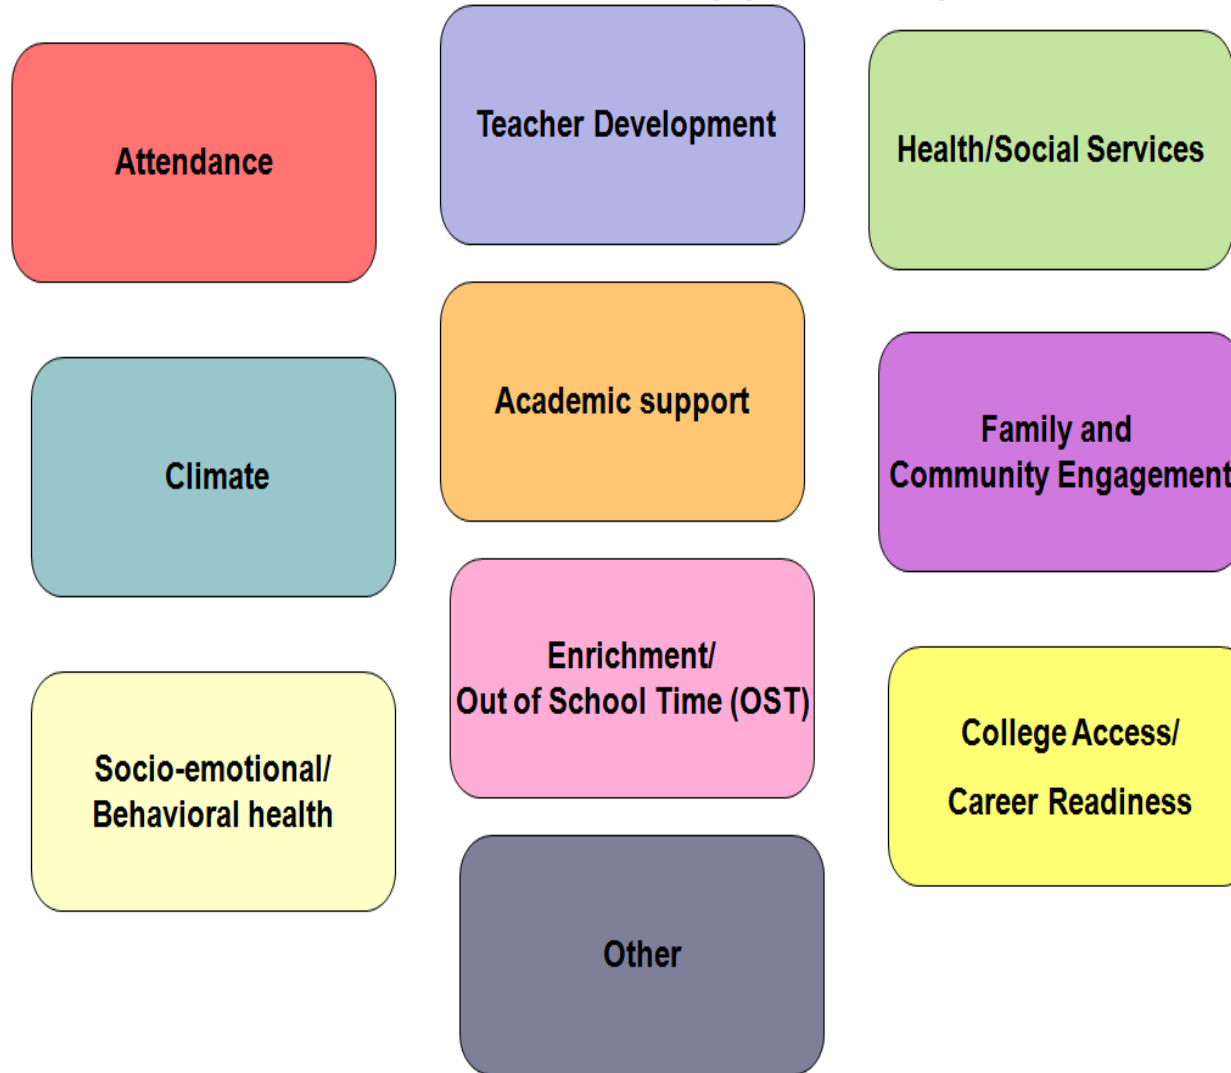 Attendance
Teacher Development
Health/Social Services
Climate
Academic support
Family and
Community Engagement
Socio-emotional/
Behavioral health
Enrichment/
Out of School Time (OST)
College Access/
Career Readiness
Other